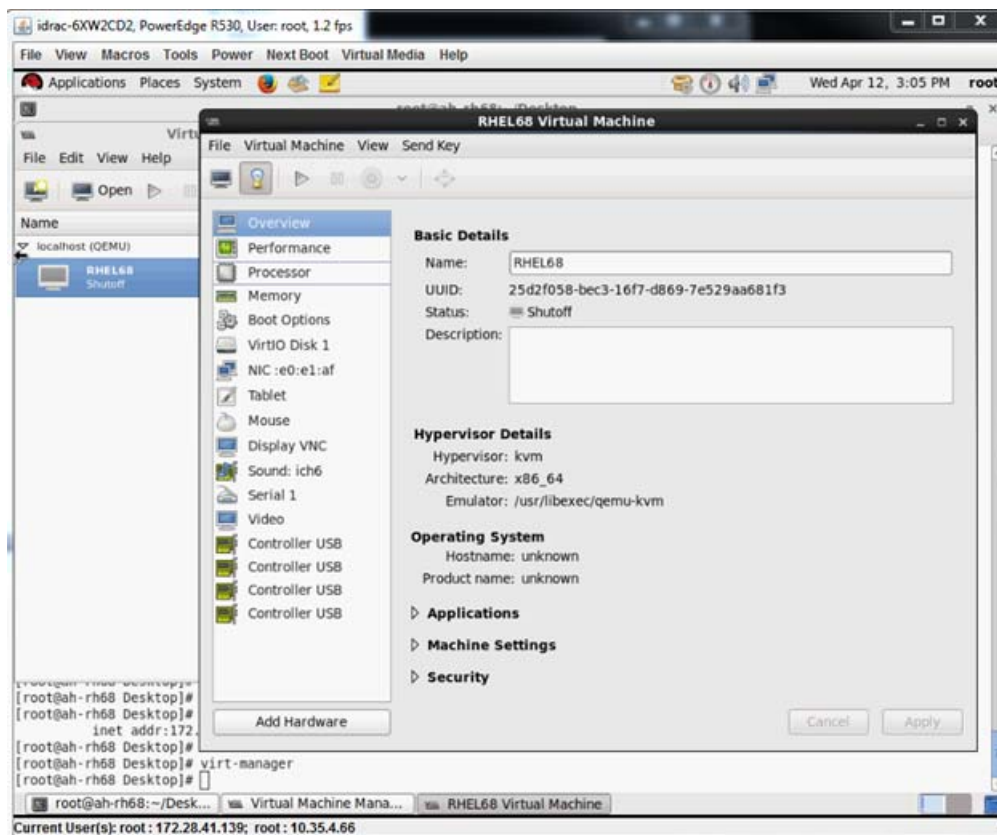 idrac-6XW2CD2, PowerEdge R530, User: root, 1.2 fps
File View Macros Tools Power Next Boot Virtual Media Help
Applications Places System Wed Apr 12, 3:05 PM root
RHEL68 Virtual Machine
File Virtual Machine View Send Key
File Edit View Help
Open
Name
localhost (QEMU)
RHEL68
Shutoff
Overview
Performance
Processor
Memory
Boot Options
VirtIO Disk 1
NIC :e0:e1:af
Tablet
Mouse
Display VNC
Sound: ich6
Serial 1
Video
Controller USB
Controller USB
Controller USB
Controller USB
Add Hardware
Basic Details
Name: RHEL68
UUID: 25d2f058-bec3-16f7-d869-7e529aa681f3
Status: Shutoff
Description:
Hypervisor Details
Hypervisor: kvm
Architecture: x86_64
Emulator: /usr/libexec/qemu-kvm
Operating System
Hostname: unknown
Product name: unknown
Applications
Machine Settings
Security
Cancel Apply
[root@ah-rh68 Desktop]#
[root@ah-rh68 Desktop]#
inet addr:172.
[root@ah-rh68 Desktop]#
[root@ah-rh68 Desktop]# virt-manager
[root@ah-rh68 Desktop]#
root@ah-rh68:~/Desk... Virtual Machine Mana... RHEL68 Virtual Machine
Current User(s): root : 172.28.41.139; root : 10.35.4.66